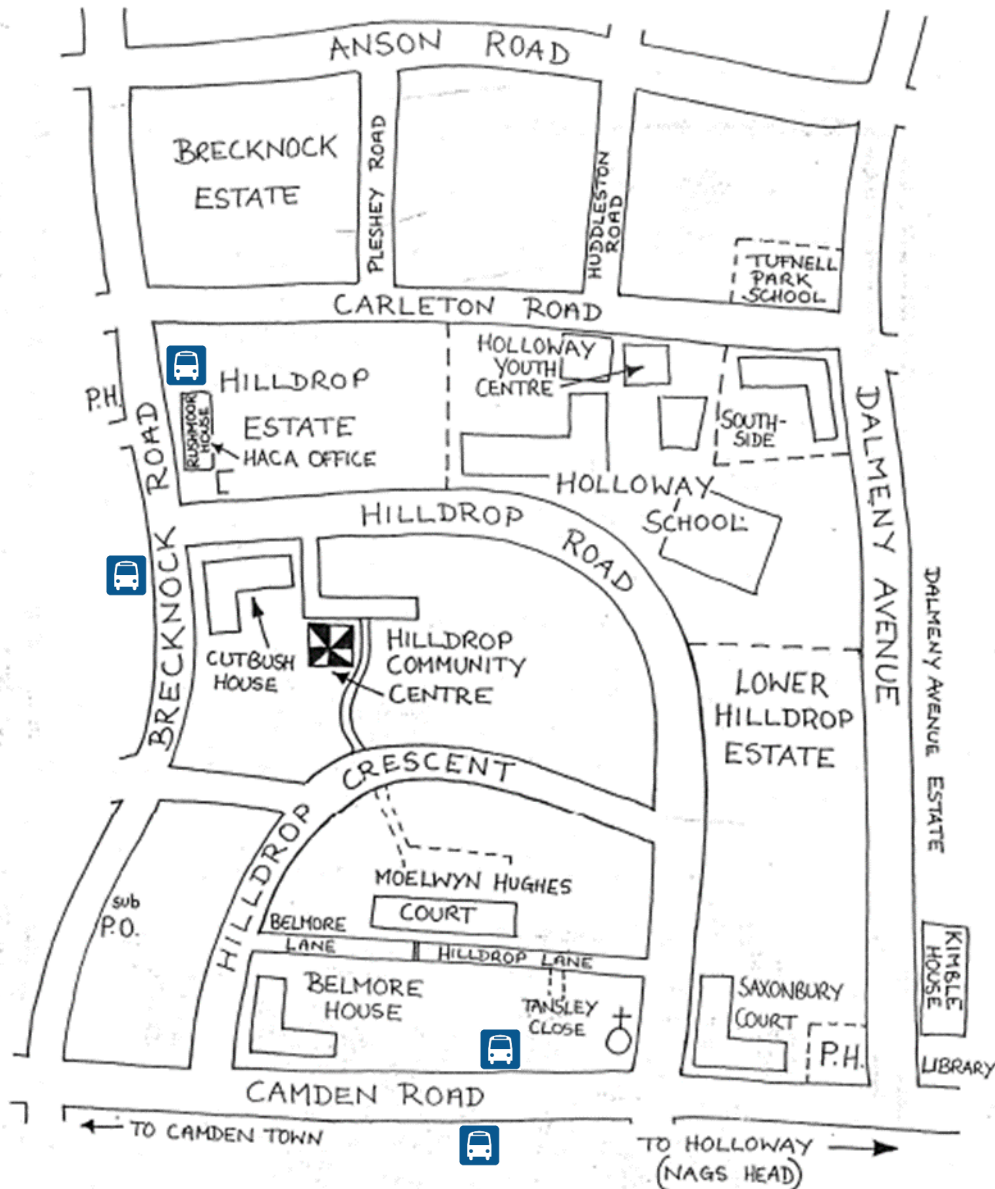 ANSON ROAD
BRECKNOCK
ESTATE
PLESHEY ROAD
HUDDLESTON
ROAD
TUFNELL
PARK
SCHOOL
CARLETON ROAD
P.H.
HILLDROP
ESTATE
RUSHMOOR
HOUSE
HACA OFFICE
HOLLOWAY
YOUTH
CENTRE
SOUTH-
SIDE
HOLLOWAY
SCHOOL
DALMENY AVENUE
BRECKNOCK ROAD
HILLDROP ROAD
CUTBUSH
HOUSE
HILLDROP
COMMUNITY
CENTRE
LOWER
HILLDROP
ESTATE
DALMENY AVENUE ESTATE
HILLDROP CRESCENT
sub
P.O.
MOELWYN HUGHES
COURT
BELMORE
LANE
HILLDROP LANE
BELMORE
HOUSE
TANSLEY
CLOSE
SAXONBURY
COURT
P.H.
KIMBLE
HOUSE
LIBRARY
CAMDEN ROAD
TO CAMDEN TOWN
TO HOLLOWAY
(NAGS HEAD)